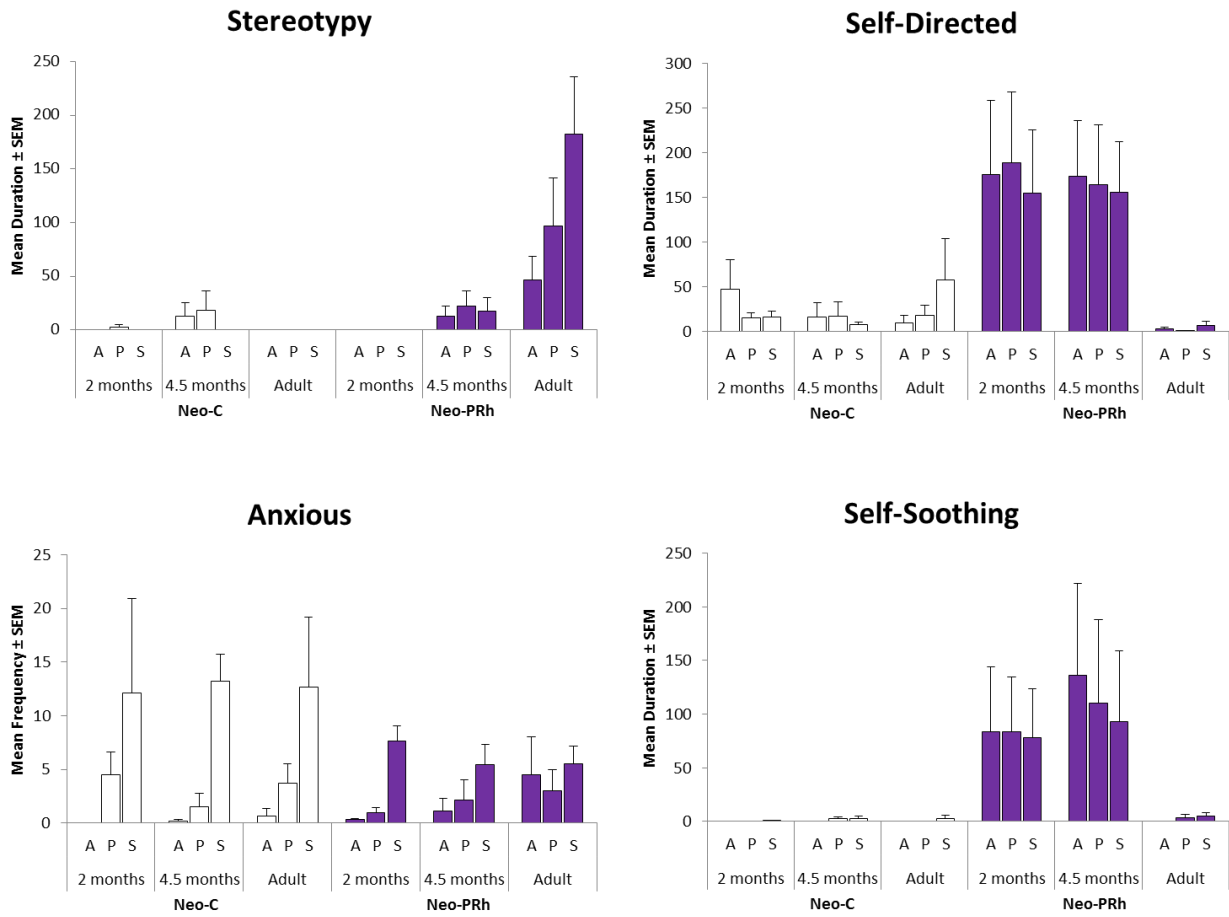 Stereotypy
Mean Duration ± SEM
250
200
150
100
50
0
A P S A P S A P S A P S A P S A P S
2 months 4.5 months Adult 2 months 4.5 months Adult
Neo-C Neo-PRh
Self-Directed
Mean Duration ± SEM
300
250
200
150
100
50
0
A P S A P S A P S A P S A P S A P S
2 months 4.5 months Adult 2 months 4.5 months Adult
Neo-C Neo-PRh
Anxious
Mean Frequency ± SEM
25
20
15
10
5
0
A P S A P S A P S A P S A P S A P S
2 months 4.5 months Adult 2 months 4.5 months Adult
Neo-C Neo-PRh
Self-Soothing
Mean Duration ± SEM
250
200
150
100
50
0
A P S A P S A P S A P S A P S A P S
2 months 4.5 months Adult 2 months 4.5 months Adult
Neo-C Neo-PRh